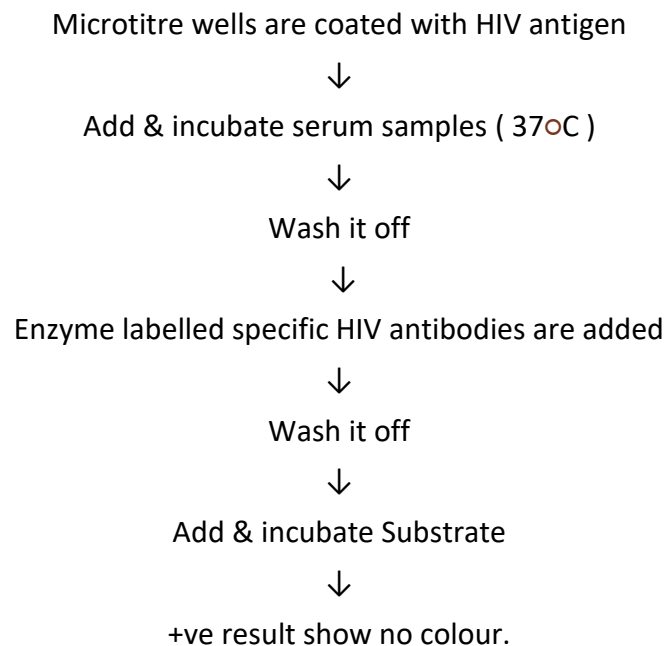 Microtitre wells are coated with HIV antigen
↓
Add & incubate serum samples ( 37○C )
↓
Wash it off
↓
Enzyme labelled specific HIV antibodies are added
↓
Wash it off
↓
Add & incubate Substrate
↓
+ve result show no colour.